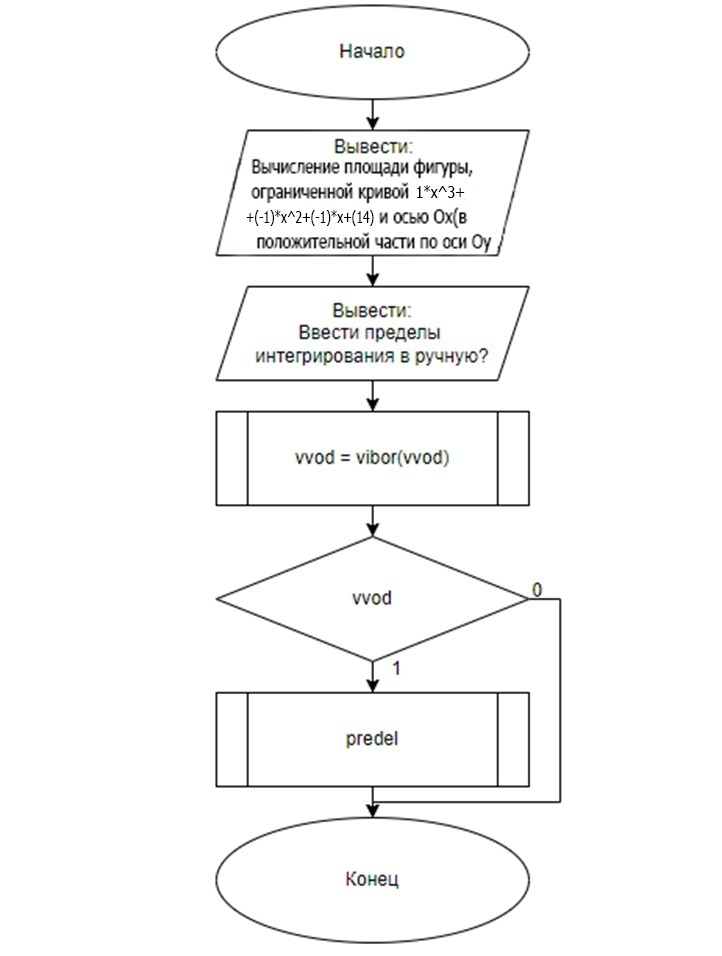 Начало
Вывести:
Вычисление площади фигуры,
ограниченной кривой 1*x^3+
+(-1)*x^2+(-1)*x+(14) и осью Ox(в
положительной части по оси Oy
Вывести:
Ввести пределы
интегрирования в ручную?
vvod = vibor(vvod)
vvod
0
1
predel
Конец